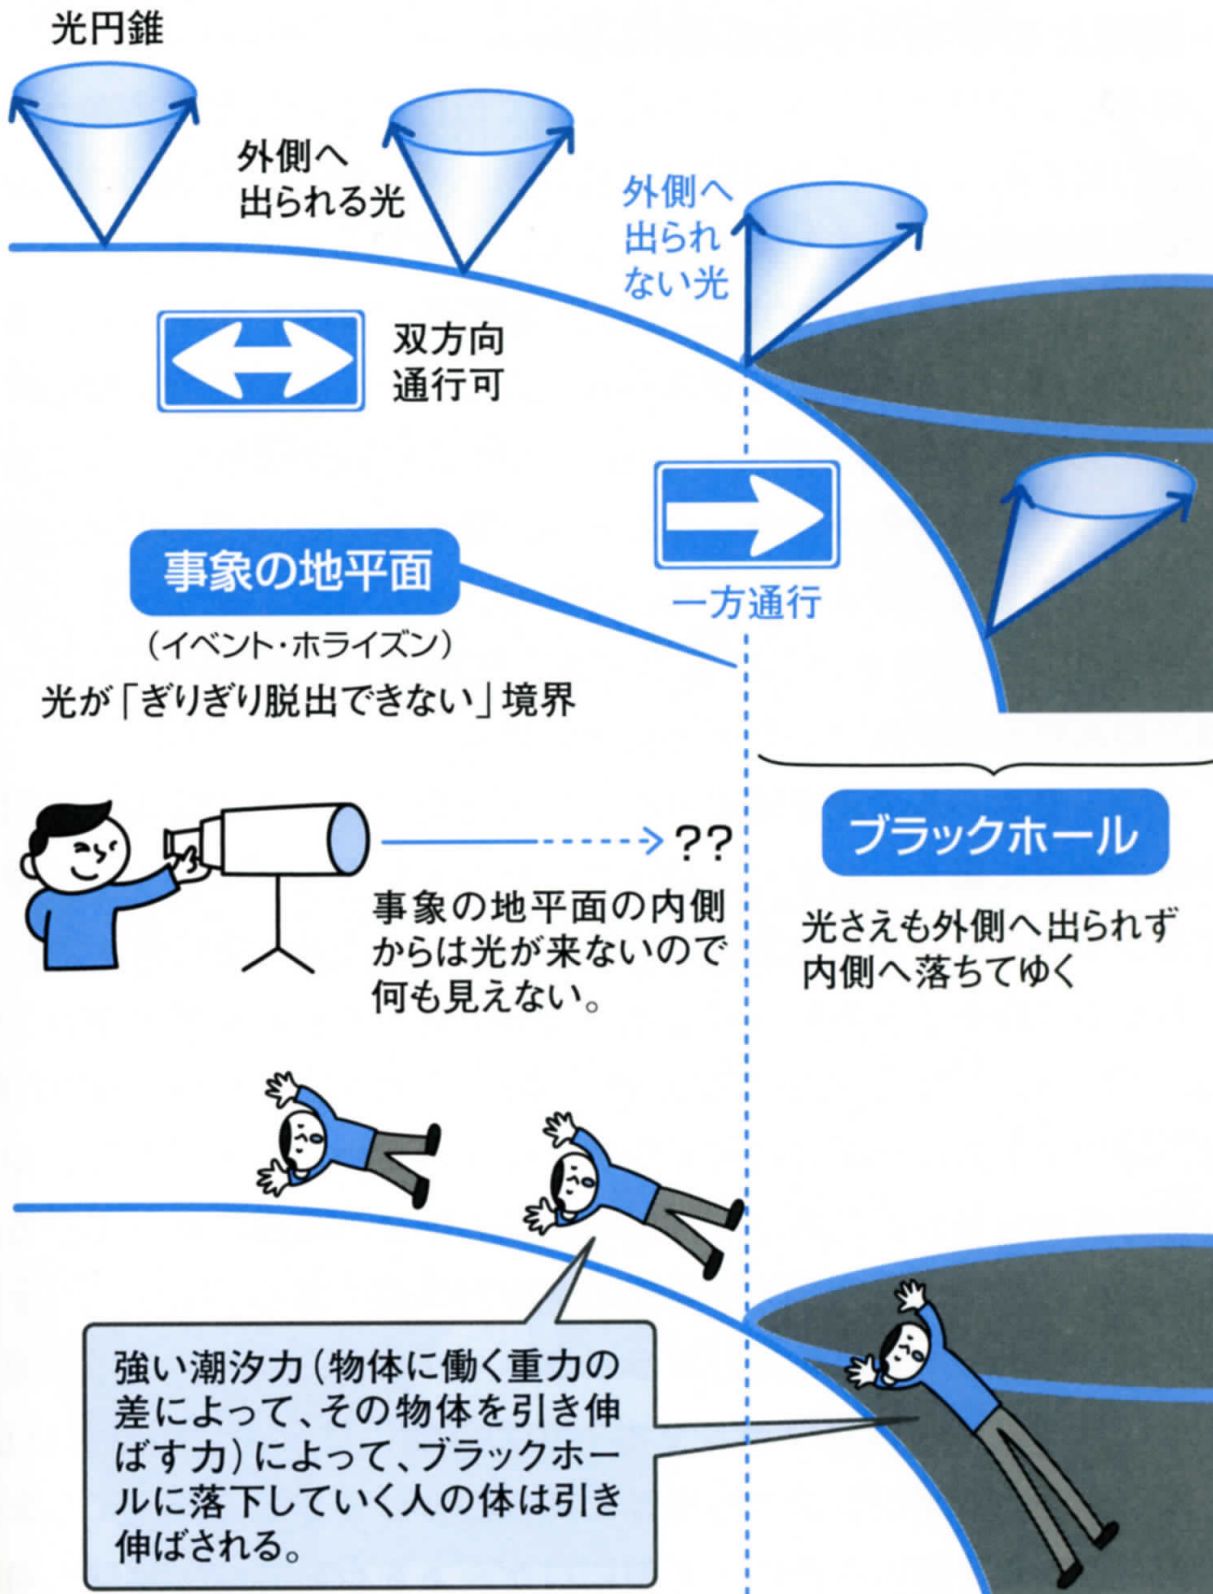 光円錐
外側へ
出られる光
外側へ
出られ
ない光
双方向
通行可
一方通行
事象の地平面
(イベント・ホライズン)
光が「ぎりぎり脱出できない」境界
??
事象の地平面の内側
からは光が来ないので
何も見えない。
ブラックホール
光さえも外側へ出られず
内側へ落ちてゆく
強い潮汐力(物体に働く重力の
差によって、その物体を引き伸
ばす力)によって、ブラックホー
ルに落下していく人の体は引き
伸ばされる。